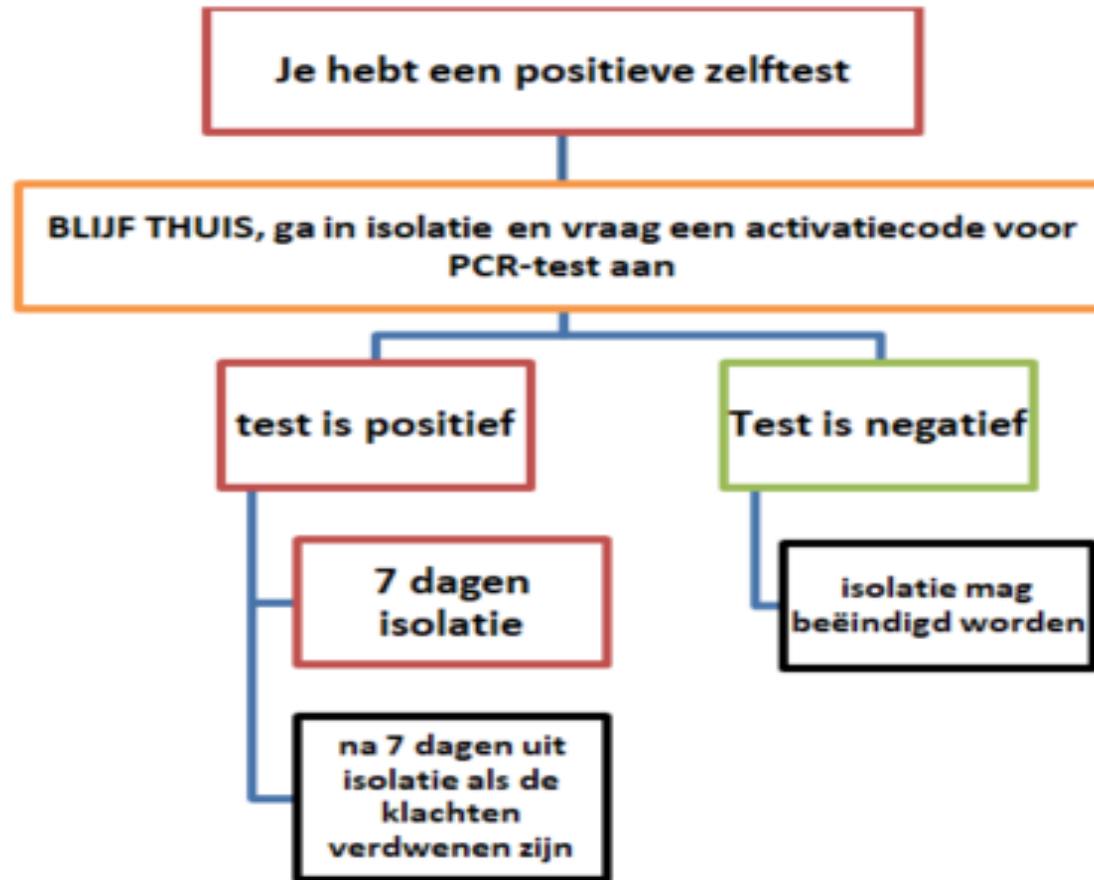 Je hebt een positieve zelftest
BLIJF THUIS, ga in isolatie en vraag een activatiecode voor
PCR-test aan
test is positief
Test is negatief
7 dagen
isolatie
isolatie mag
beëindigd worden
na 7 dagen uit
isolatie als de
klachten
verdwenen zijn